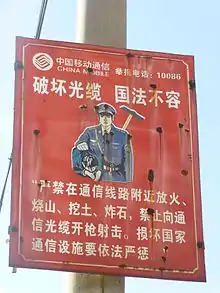 中国移动通信
CHINA MOBILE
举报电话：10086
破坏光缆 国法不容
"严禁在通信线路附近放火、
烧山、挖土、炸石，禁止向通
信光缆开枪射击。损坏国家
通信设施要依法严惩